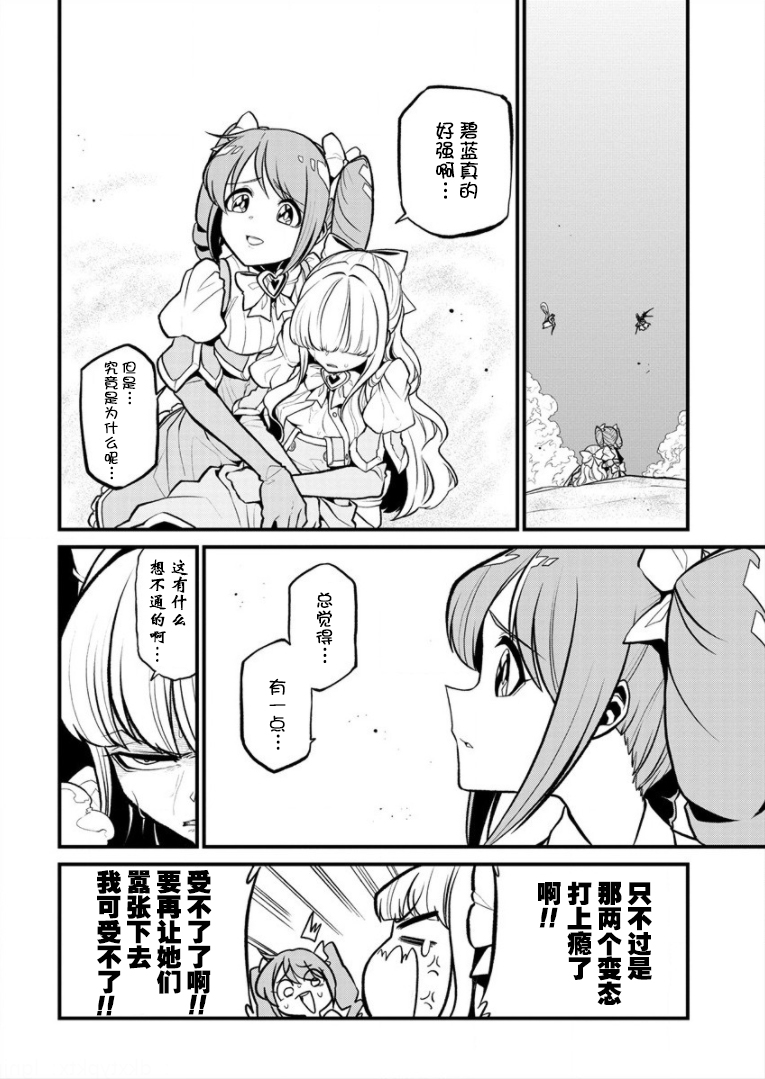 碧蓝真的
好强啊…
但是…
究竟是为什么呢…
总觉得…
有一点…
这有什么
想不通的啊…
只不过是
那两个变态
打上瘾了
啊!!
受不了了啊!!
要再让她们
嚣张下去
我可受不了!!